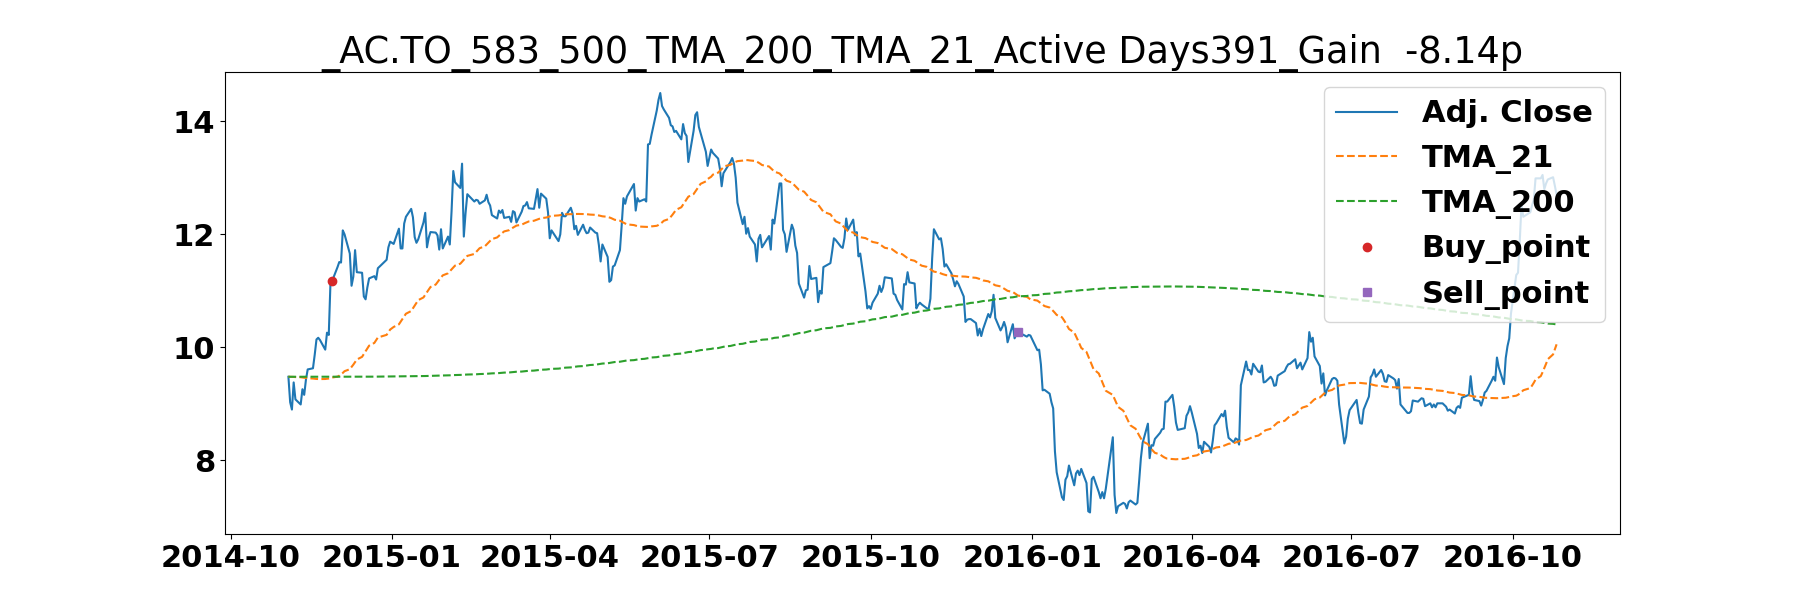 _AC.TO_583_500_TMA_200_TMA_21_Active Days391_Gain  -8.14p
Adj. Close
TMA_21
TMA_200
Buy_point
Sell_point
14
12
10
8
2014-10 2015-01 2015-04 2015-07 2015-10 2016-01 2016-04 2016-07 2016-10